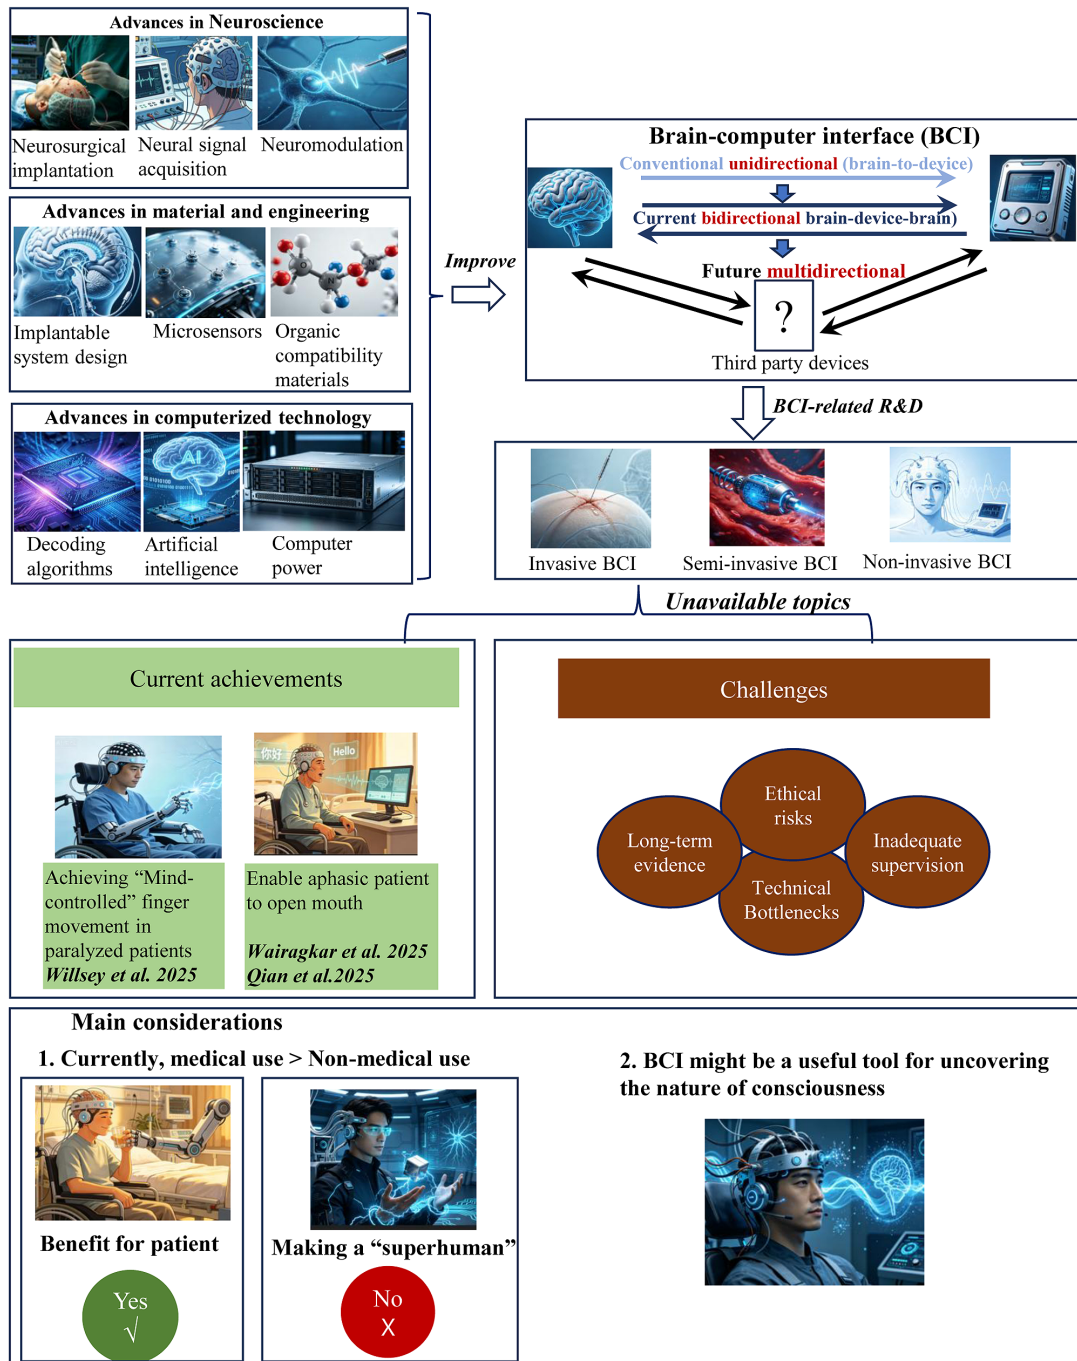 Advances in Neuroscience
Neurosurgical
implantation
Neural signal
acquisition
Neuromodulation
Advances in material and engineering
Implantable
system design
Microsensors
O
N
Organic
compatibility
materials
Advances in computerized technology
AI
Decoding
algorithms
Artificial
intelligence
Computer
power
Improve
Brain-computer interface (BCI)
Conventional unidirectional (brain-to-device)
Current bidirectional brain-device-brain)
Future multidirectional
?
Third party devices
BCI-related R&D
Invasive BCI
Semi-invasive BCI
Non-invasive BCI
Unavailable topics
Current achievements
你好
Hello
Achieving “Mind-
controlled” finger
movement in
paralyzed patients
Willsey et al. 2025
Enable aphasic patient
to open mouth
Wairagkar et al. 2025
Qian et al.2025
Challenges
Ethical
risks
Long-term
evidence
Inadequate
supervision
Technical
Bottlenecks
Main considerations
1. Currently, medical use > Non-medical use
Benefit for patient
Yes
√
Making a “superhuman”
No
X
2. BCI might be a useful tool for uncovering
the nature of consciousness